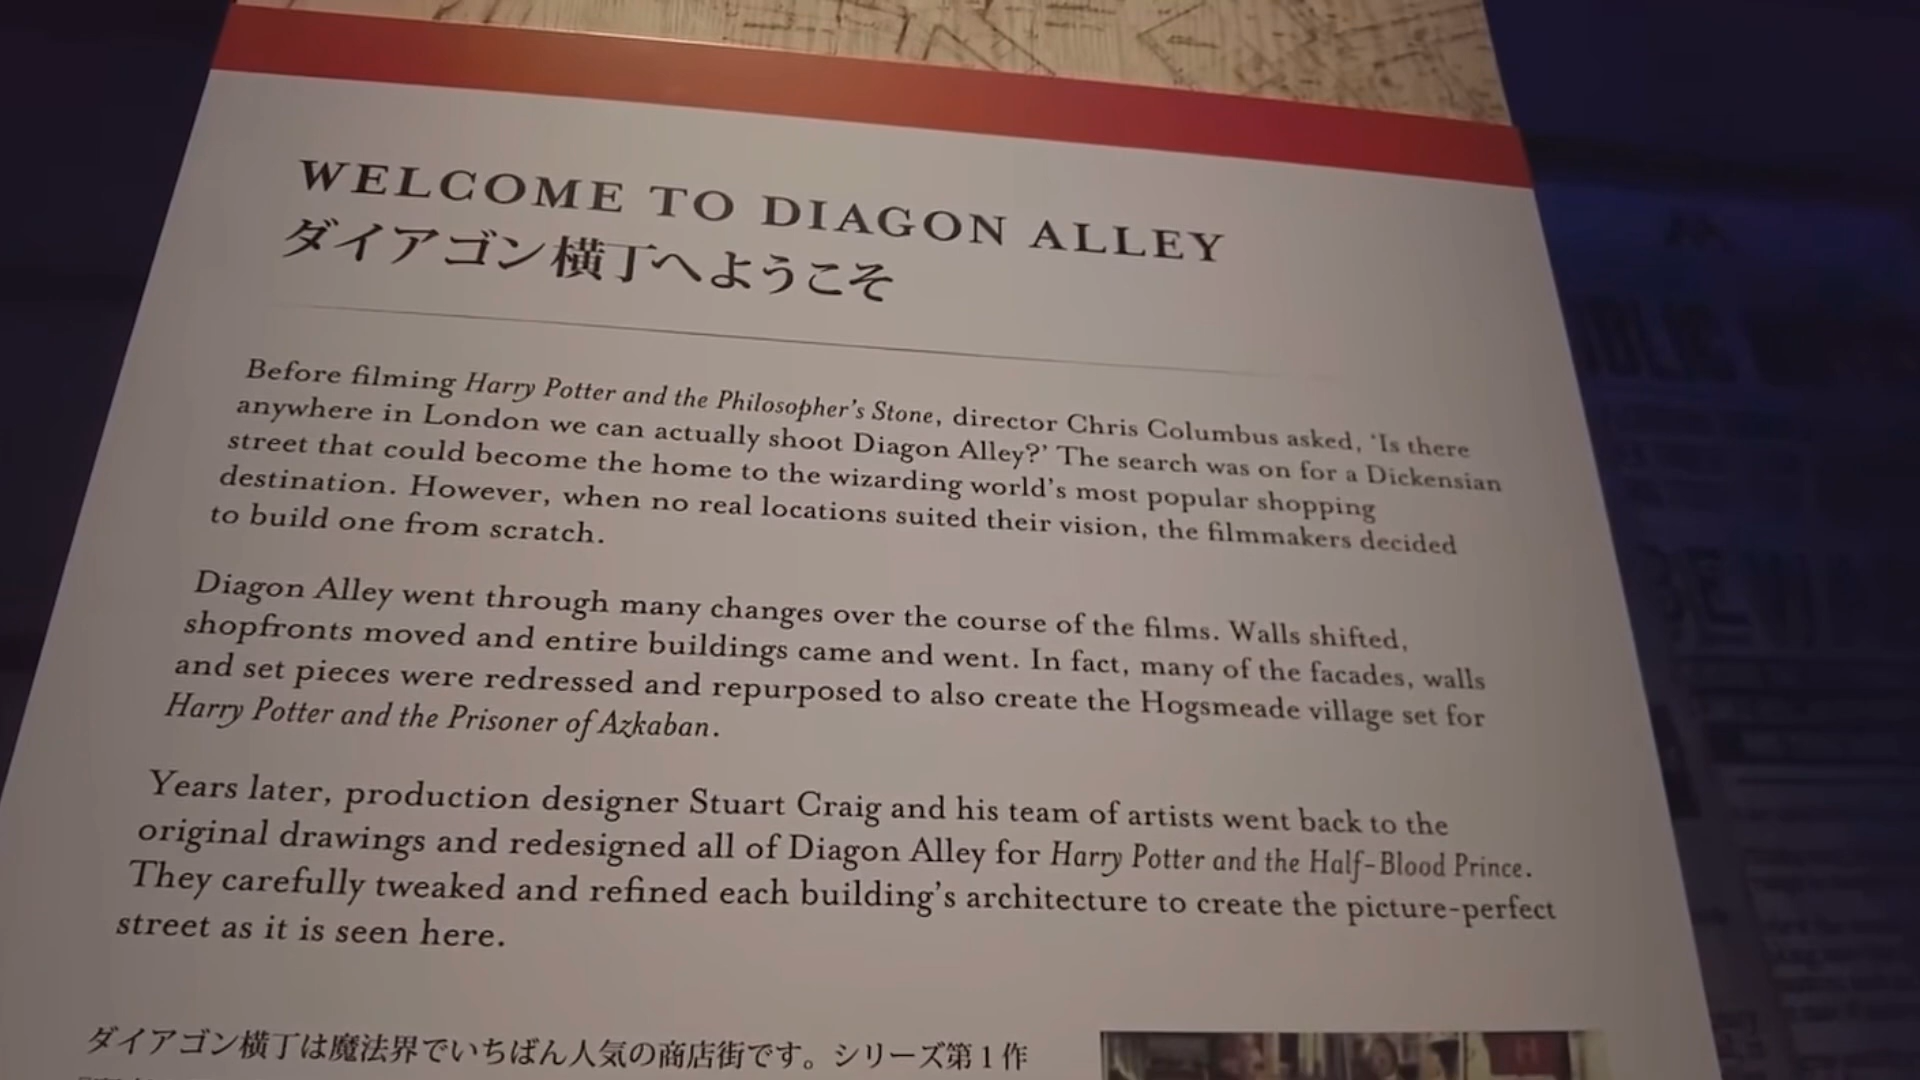 WELCOME TO DIAGON ALLEY
ダイアゴン横丁へようこそ
Before filming Harry Potter and the Philosopher's Stone, director Chris Columbus asked, 'Is there
anywhere in London we can actually shoot Diagon Alley?' The search was on for a Dickensian
street that could become the home to the wizarding world's most popular shopping
destination. However, when no real locations suited their vision, the filmmakers decided
to build one from scratch.
Diagon Alley went through many changes over the course of the films. Walls shifted,
shopfronts moved and entire buildings came and went. In fact, many of the facades, walls
and set pieces were redressed and repurposed to also create the Hogsmeade village set for
Harry Potter and the Prisoner of Azkaban.
Years later, production designer Stuart Craig and his team of artists went back to the
original drawings and redesigned all of Diagon Alley for Harry Potter and the Half-Blood Prince.
They carefully tweaked and refined each building's architecture to create the picture-perfect
street as it is seen here.
ダイアゴン横丁は魔法界でいちばん人気の商店街です。シリーズ第1作